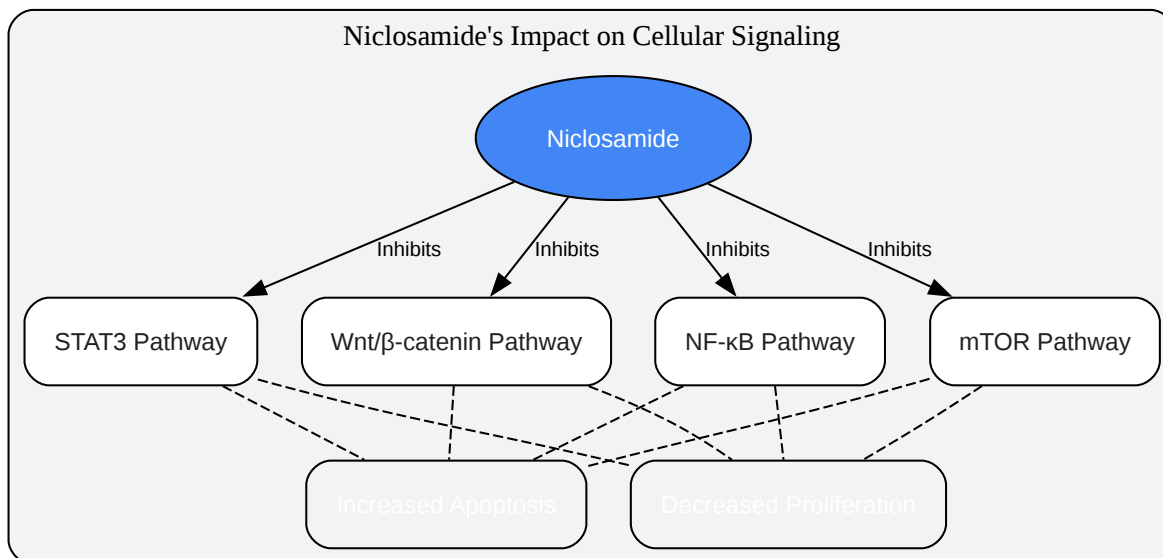 Niclosamide's Impact on Cellular Signaling
Niclosamide
Inhibits
Inhibits
Inhibits
Inhibits
STAT3 Pathway
Wnt/β-catenin Pathway
NF-κB Pathway
mTOR Pathway
Increased Apoptosis
Decreased Proliferation